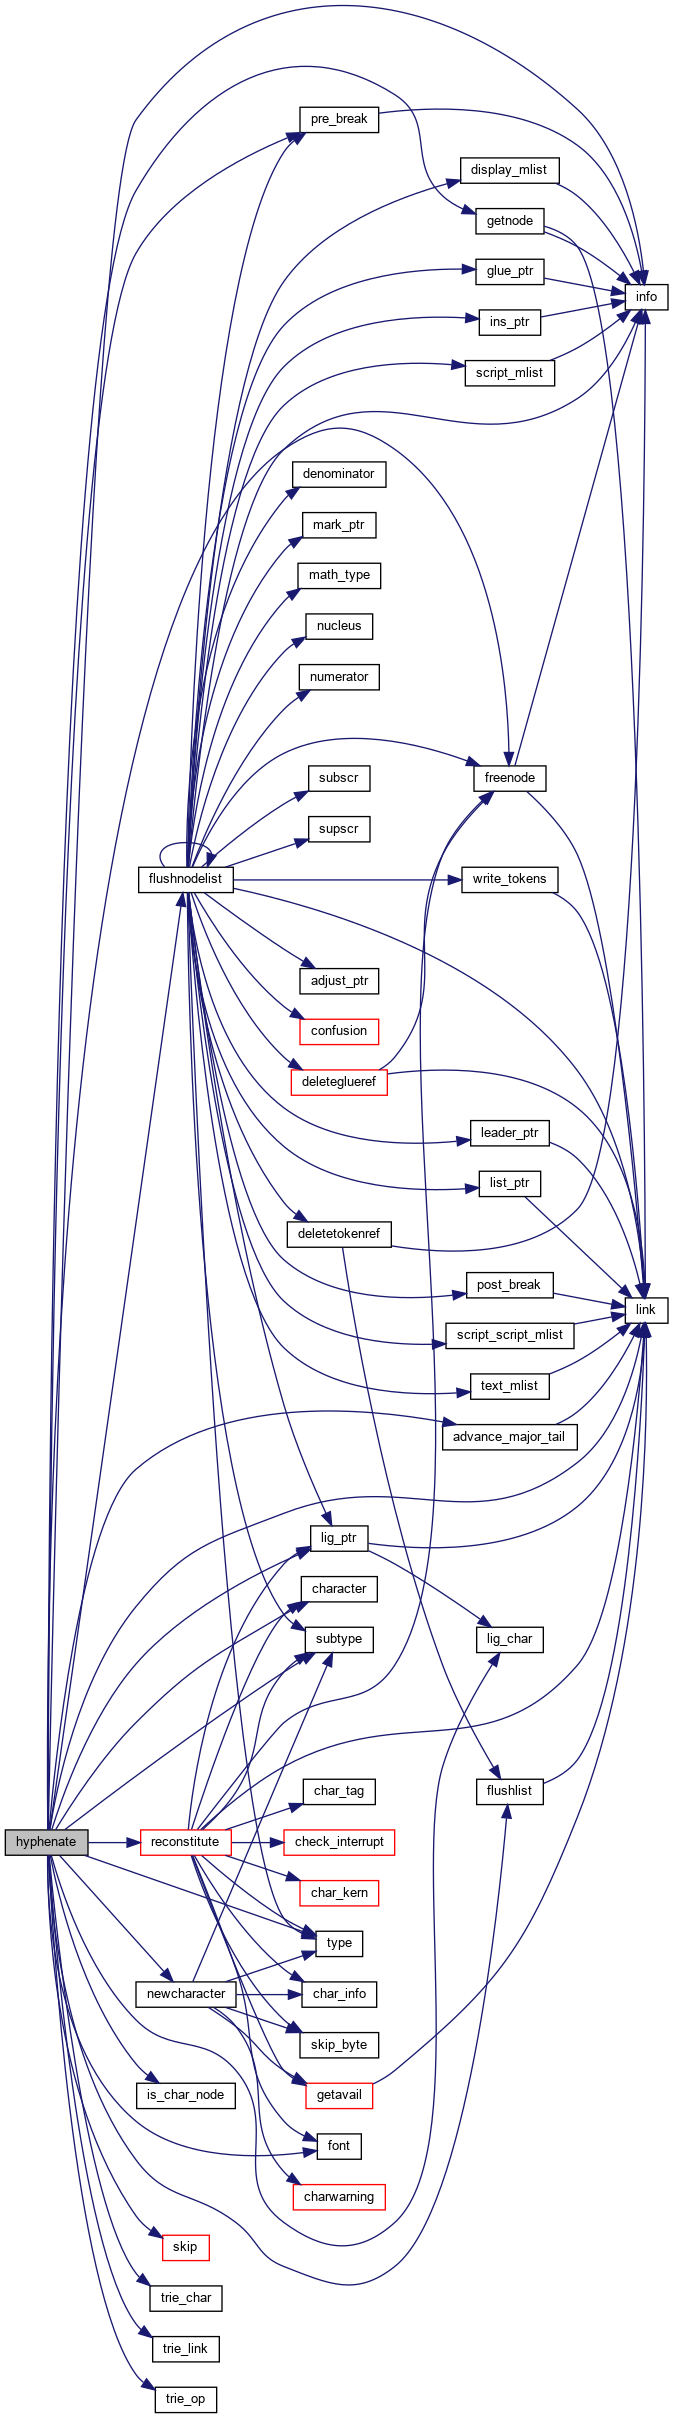 pre_break
display_mlist
getnode
glue_ptr
info
ins_ptr
script_mlist
denominator
mark_ptr
math_type
nucleus
numerator
subscr
freenode
supscr
flushnodelist
write_tokens
adjust_ptr
confusion
deleteglueref
leader_ptr
list_ptr
deletetokenref
post_break
link
script_script_mlist
text_mlist
advance_major_tail
lig_ptr
character
subtype
lig_char
char_tag
flushlist
hyphenate
reconstitute
check_interrupt
char_kern
type
newcharacter
char_info
skip_byte
is_char_node
getavail
font
charwarning
skip
trie_char
trie_link
trie_op